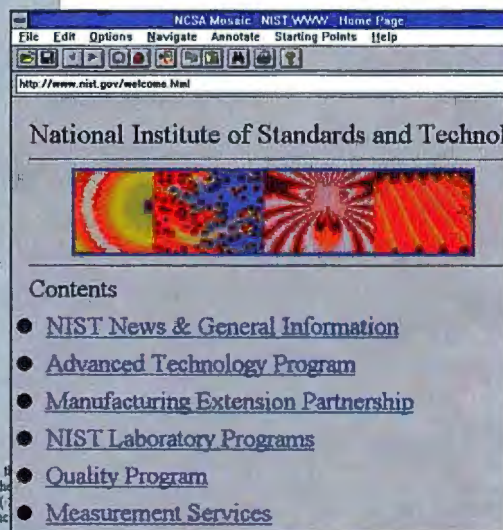 NCSA Mosaic NIST WWW Home Page
File Edit Options Navigate Annotate Starting Points Help
http://www.nist.gov/welcome.html
National Institute of Standards and Technol
Contents
NIST News & General Information
Advanced Technology Program
Manufacturing Extension Partnership
NIST Laboratory Programs
Quality Program
Measurement Services